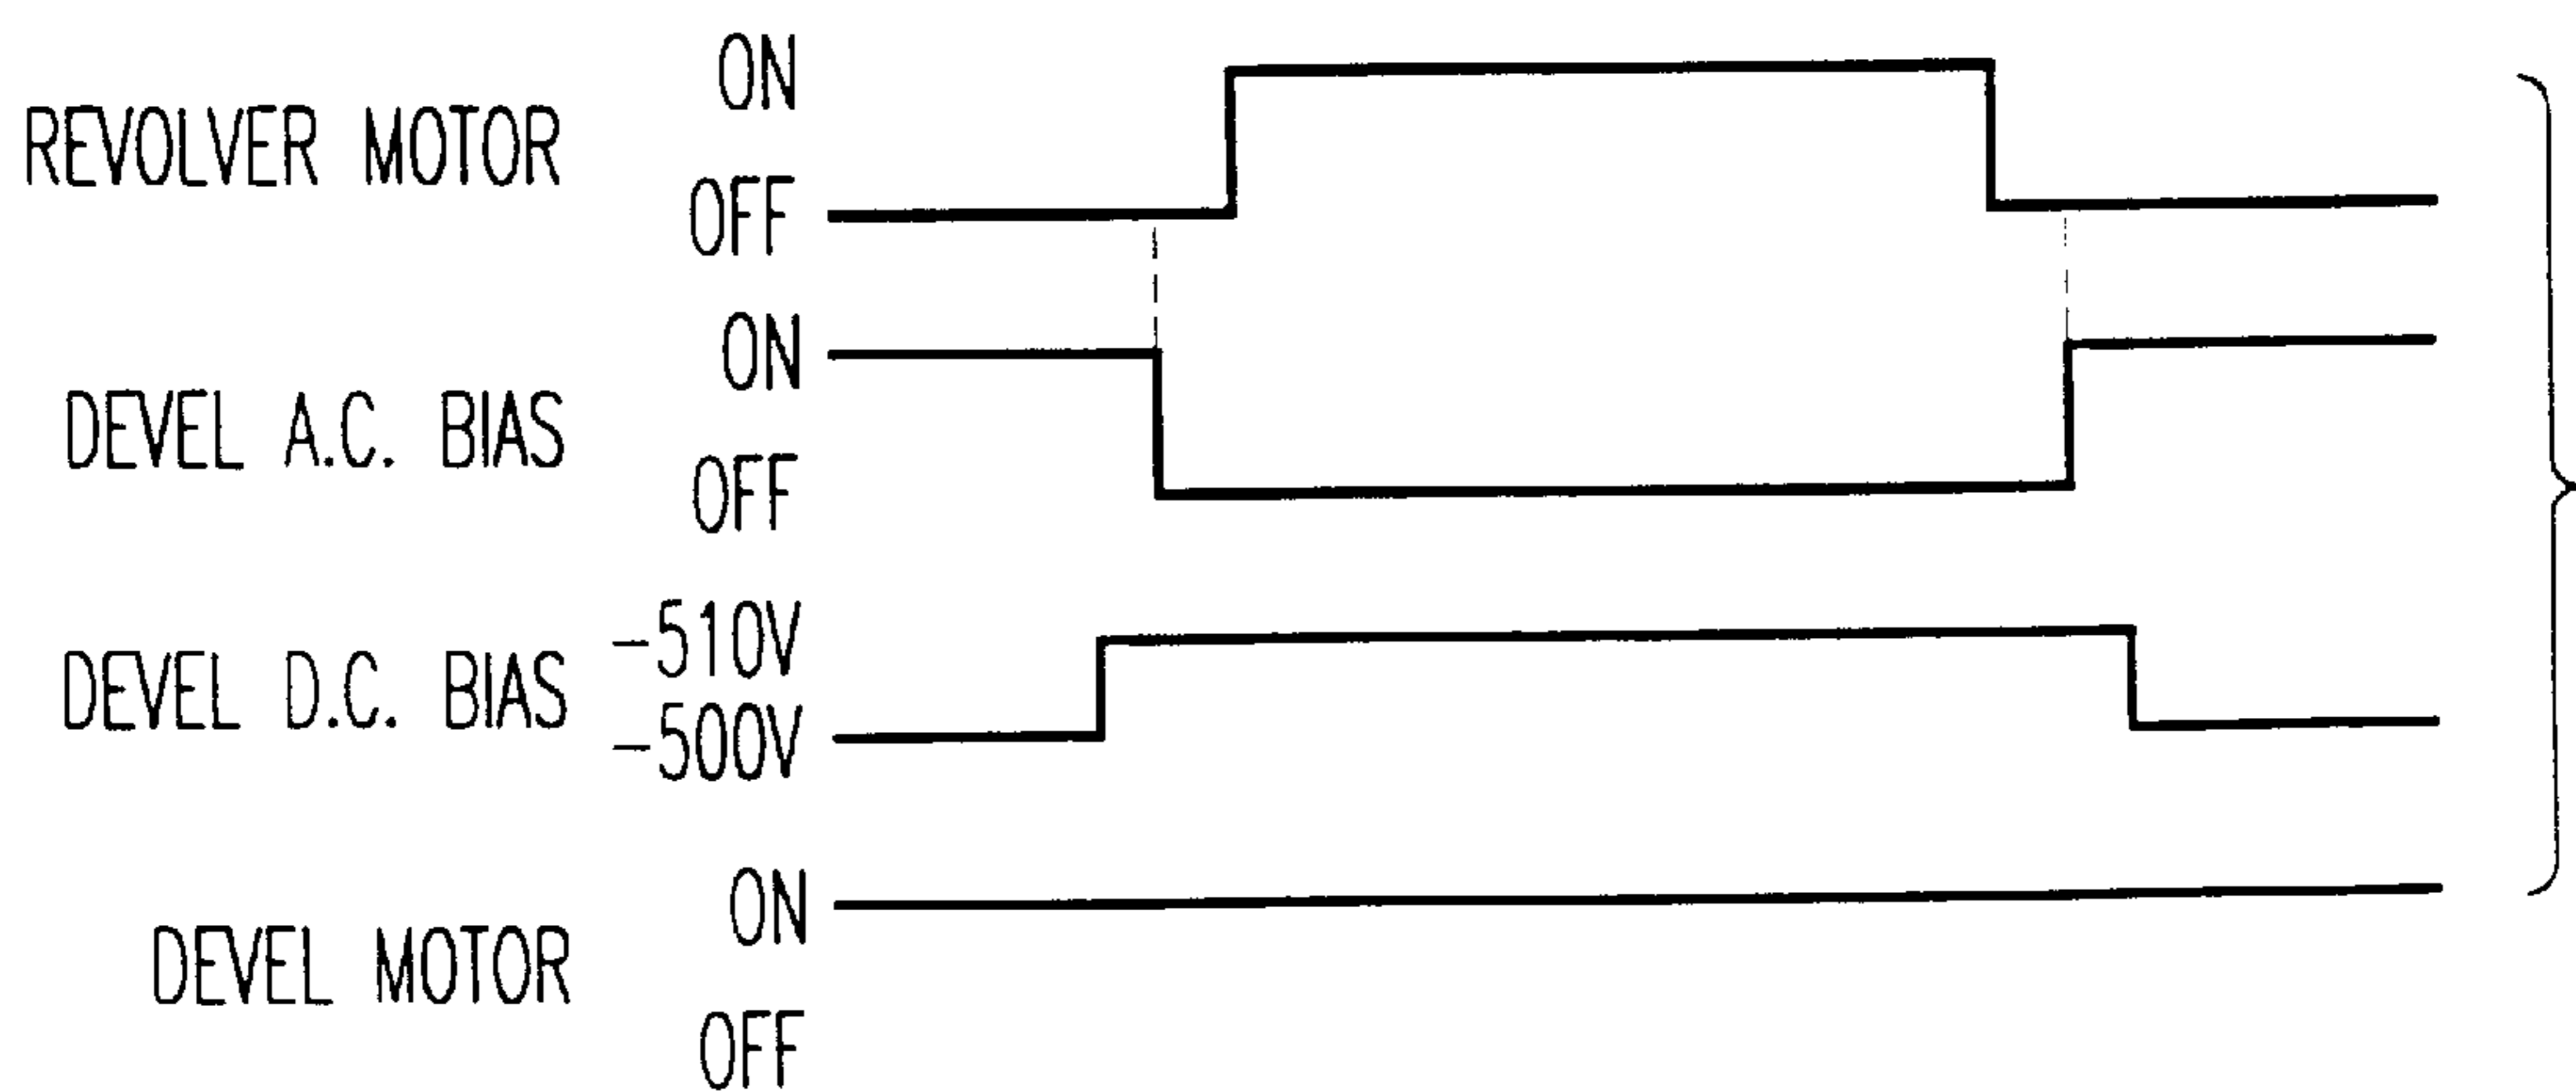 ON
REVOLVER MOTOR
OFF
ON
DEVEL A.C. BIAS
OFF
-510V
DEVEL D.C. BIAS
-500V
ON
DEVEL MOTOR
OFF